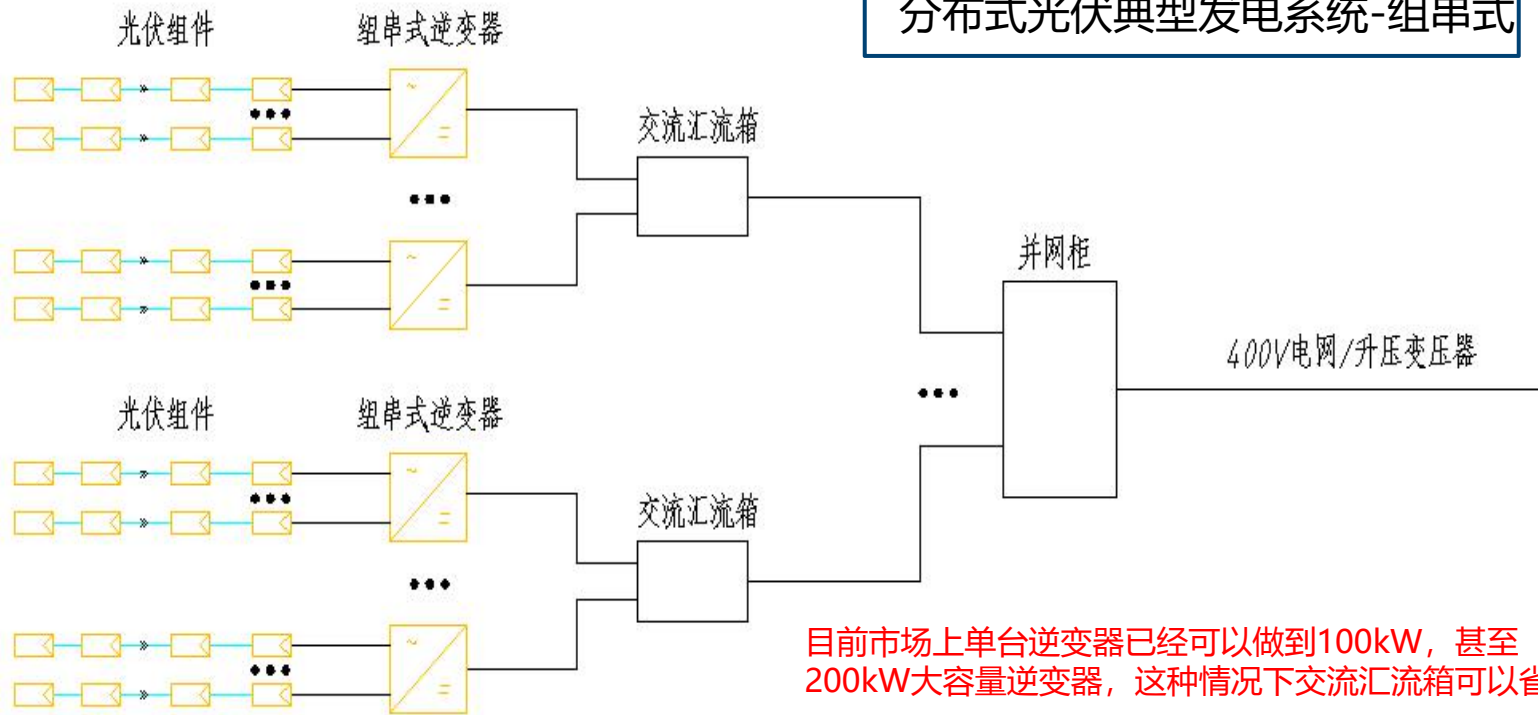 分布式光伏典型发电系统-组串式
光伏组件
组串式逆变器
交流汇流箱
并网柜
400V电网/升压变压器
光伏组件
组串式逆变器
交流汇流箱
目前市场上单台逆变器已经可以做到100kW，甚至
200kW大容量逆变器，这种情况下交流汇流箱可以省